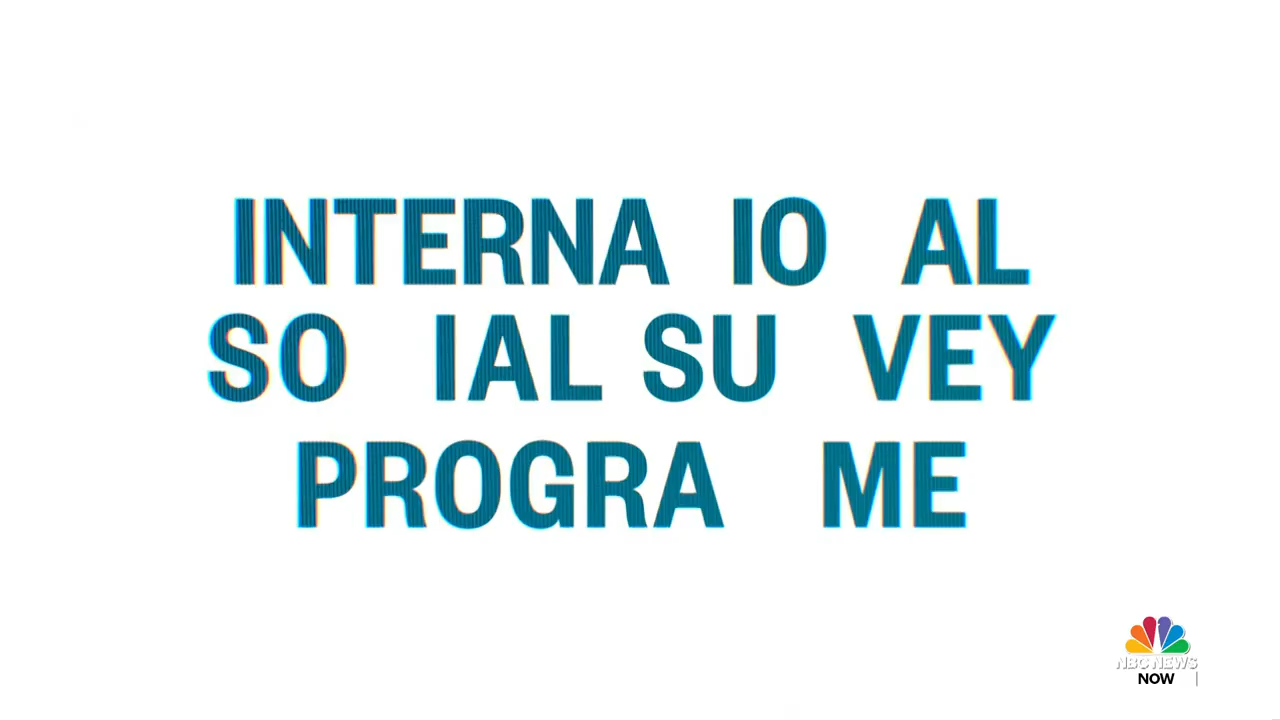 INTERNA IO AL
SO IAL SU VEY
PROGRA ME
NBC NEWS
NOW